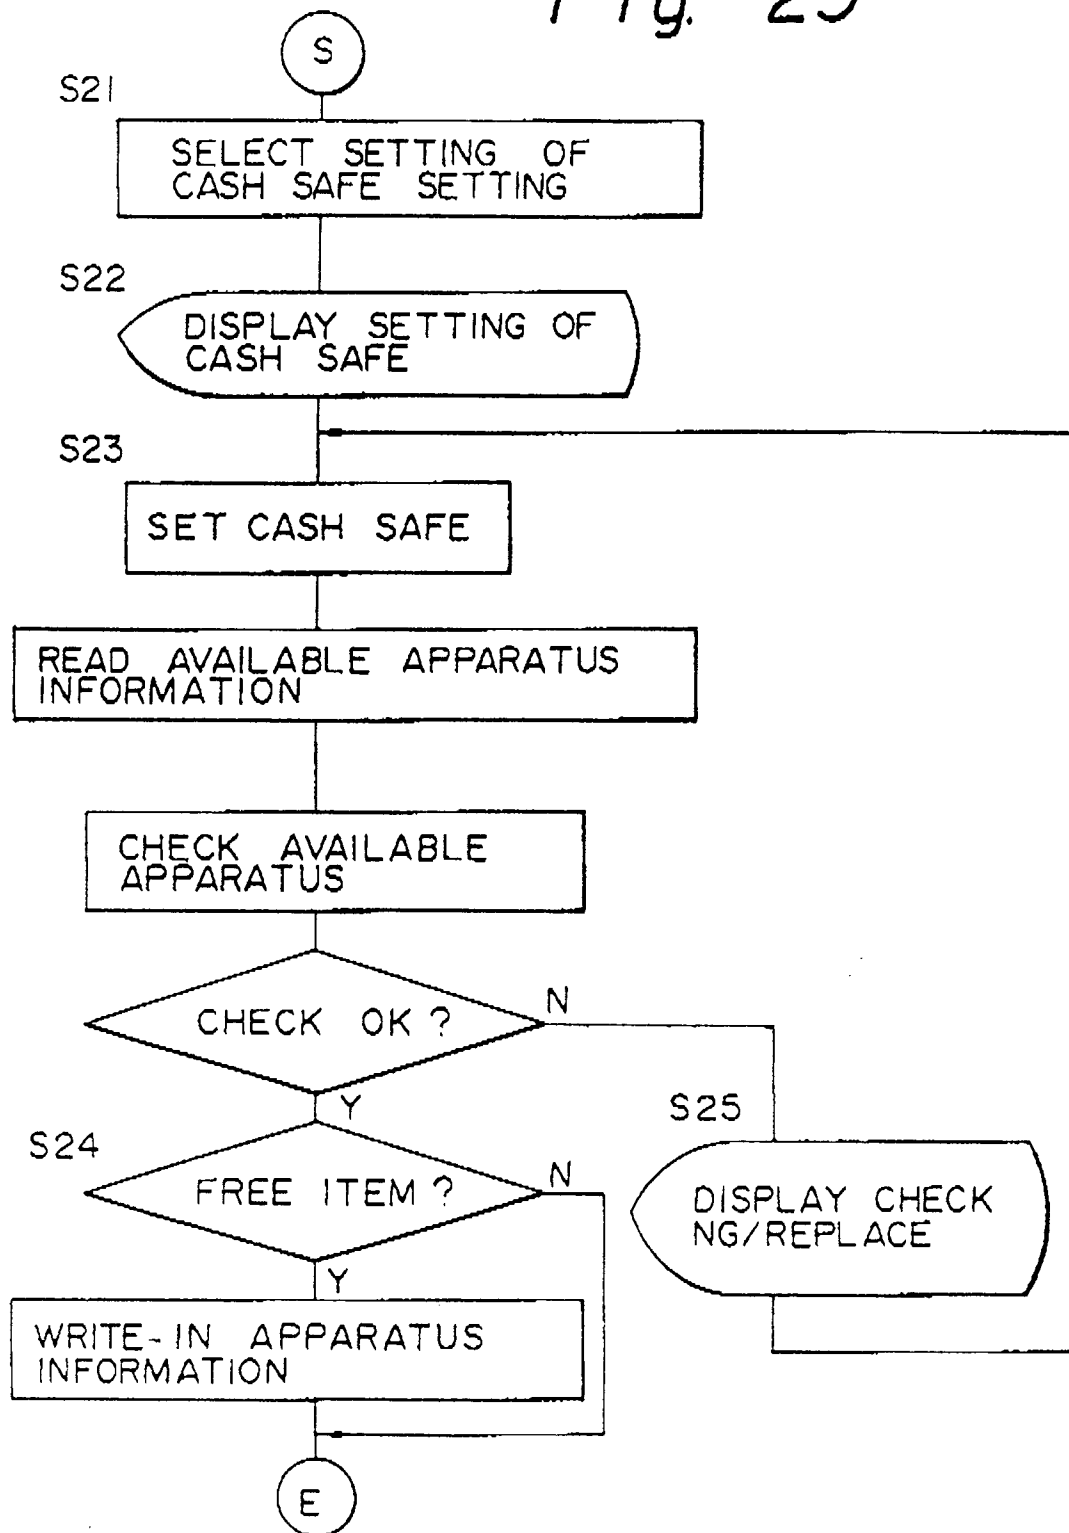 Fig. 25
S
S21
SELECT SETTING OF
CASH SAFE SETTING
S22
DISPLAY SETTING OF
CASH SAFE
S23
SET CASH SAFE
READ AVAILABLE APPARATUS
INFORMATION
CHECK AVAILABLE
APPARATUS
CHECK OK ?
N
Y
S25
S24
FREE ITEM ?
N
DISPLAY CHECK
NG/REPLACE
Y
WRITE-IN APPARATUS
INFORMATION
E